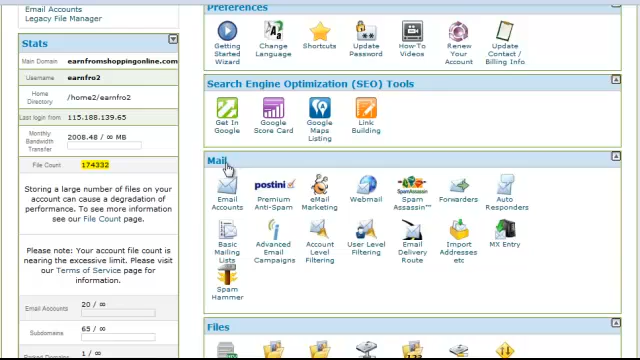 Email Accounts
Legacy File Manager
Stats
Main Domain earnfromshoppingonline.com
Username earnfro2
Home Directory /home2/earnfro2
Last login from 115.188.139.65
Monthly Bandwidth Transfer 2008.48 / ∞ MB
File Count 174332
Storing a large number of files on your
account can cause a degradation of
performance. To see more information
see our File Count page.
Please note: Your account file count is
nearing the excessive limit. Please visit
our Terms of Service page for
information.
Email Accounts 20 / ∞
Subdomains 65 / ∞
1 / ∞
Preferences
Getting Started Wizard
Change Language
Shortcuts
Update Password
How-To Videos
Renew Your Account
Update Contact / Billing Info
Search Engine Optimization (SEO) Tools
Get In Google
Google Score Card
Google Maps Listing
Link Building
Mail
Email Accounts
postini
Premium Anti-Spam
eMail Marketing
Webmail
SpamAssassin
Spam Assassin™
Forwarders
Auto Responders
Basic Mailing Lists
Advanced Email Campaigns
Account Level Filtering
User Level Filtering
Email Delivery Route
Import Addresses etc
MX Entry
Spam Hammer
Files